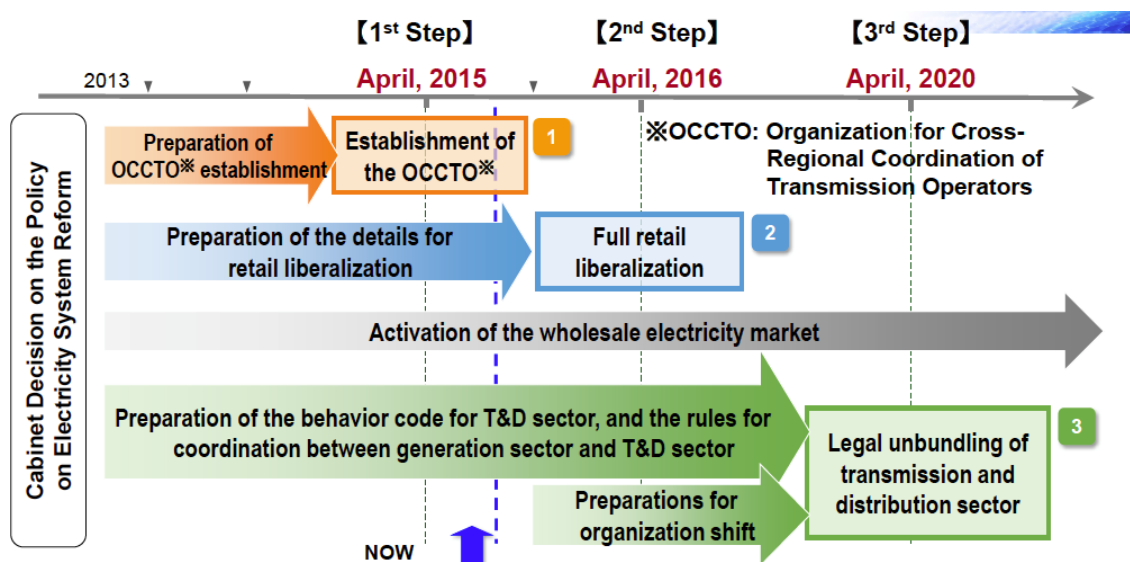 【1st Step】
【2nd Step】
【3rd Step】
2013
April, 2015
April, 2016
April, 2020
Cabinet Decision on the Policy
on Electricity System Reform
Preparation of
OCCTO※ establishment
Establishment of
the OCCTO※
1
※OCCTO: Organization for Cross-
Regional Coordination of
Transmission Operators
Preparation of the details for
retail liberalization
Full retail
liberalization
2
Activation of the wholesale electricity market
Preparation of the behavior code for T&D sector, and the rules for
coordination between generation sector and T&D sector
Legal unbundling of
transmission and
distribution sector
3
Preparations for
organization shift
NOW